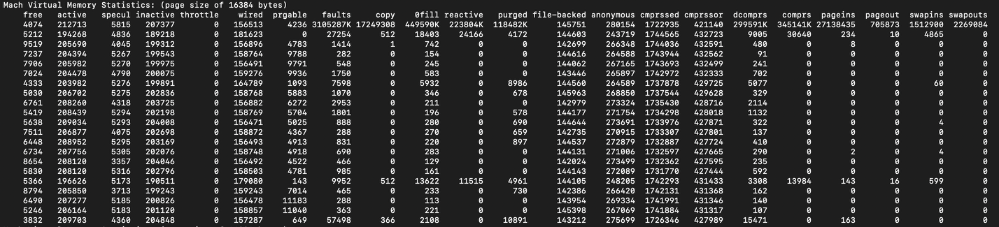 Mach Virtual Memory Statistics: (page size of 16384 bytes)
free active specul inactive throttle wired prgable faults copy 0fill reactive purged file-backed anonymous cmprssed cmprssor dcomprs comprs pageins pageout swapins swapouts
4074 212713 5815 207377 0 156513 4236 3105287K 17249308 449590K 223804K 118482K 145751 280154 1722935 421140 299591K 345141K 27138435 705873 1512900 2269084
5212 194268 4836 189218 0 181623 0 27254 512 18403 24166 4172 144603 243719 1744565 432723 9005 30640 234 10 4865 0
9519 205690 4045 199312 0 156896 4783 1414 1 742 0 0 142699 266348 1744036 432591 480 0 8 0 0 0
7237 204394 5267 199543 0 158764 9788 282 0 154 0 0 144616 264588 1743944 432562 91 0 0 0 0 0
7906 205982 5270 199975 0 156491 9791 548 0 245 0 0 144062 267165 1743693 432499 241 0 0 0 0 0
7024 204478 4790 200075 0 159276 9936 1750 0 583 0 0 143446 265897 1742972 432333 702 0 0 0 0 0
4333 203982 5276 199891 0 164789 1093 7598 0 5932 0 8986 144560 264589 1737878 429725 5077 0 0 0 60 0
5030 206702 5275 202836 0 158768 5883 1070 0 346 0 678 145963 268850 1737544 429628 329 0 0 0 0 0
6761 208260 4318 203725 0 156882 6272 2953 0 211 0 0 142979 273324 1735430 428716 2114 0 0 0 0 0
5419 208439 5294 202198 0 158769 5704 1801 0 196 0 578 144177 271754 1734298 428018 1132 0 0 0 0 0
5638 209034 5293 204008 0 156471 5025 888 0 280 0 690 144644 273691 1733976 427871 322 0 0 0 4 0
7511 206877 4075 202698 0 158872 4367 288 0 270 0 659 142735 270915 1733307 427801 137 0 0 0 0 0
6448 208952 5295 203169 0 156493 4913 831 0 220 0 897 144537 272879 1732887 427724 410 0 0 0 0 0
6734 207756 5305 202076 0 158748 4918 690 0 283 0 0 144131 271006 1732597 427665 290 0 2 0 4 0
8654 208120 3357 204046 0 156492 4522 466 0 129 0 0 142024 273499 1732362 427595 235 0 0 0 0 0
5830 208120 5316 202796 0 158503 4781 985 0 161 0 0 144143 272089 1731770 427444 592 0 0 0 0 0
5366 196626 5173 190511 0 179080 143 9952 512 13622 11515 4961 144105 248205 1742293 431433 3308 13984 143 16 599 0
8794 205850 3713 199243 0 159243 7014 465 0 233 0 730 142386 266420 1742131 431368 162 0 0 0 0 0
6490 207277 5185 200826 0 156478 11183 288 0 113 0 0 143954 269334 1741991 431346 140 0 0 0 0 0
5246 206164 5183 201120 0 158857 11040 363 0 221 0 0 145398 267069 1741884 431317 107 0 0 0 0 0
3832 209703 4360 204848 0 157287 649 57498 366 2108 0 10891 143212 275699 1726346 427989 15471 0 163 0 0 0